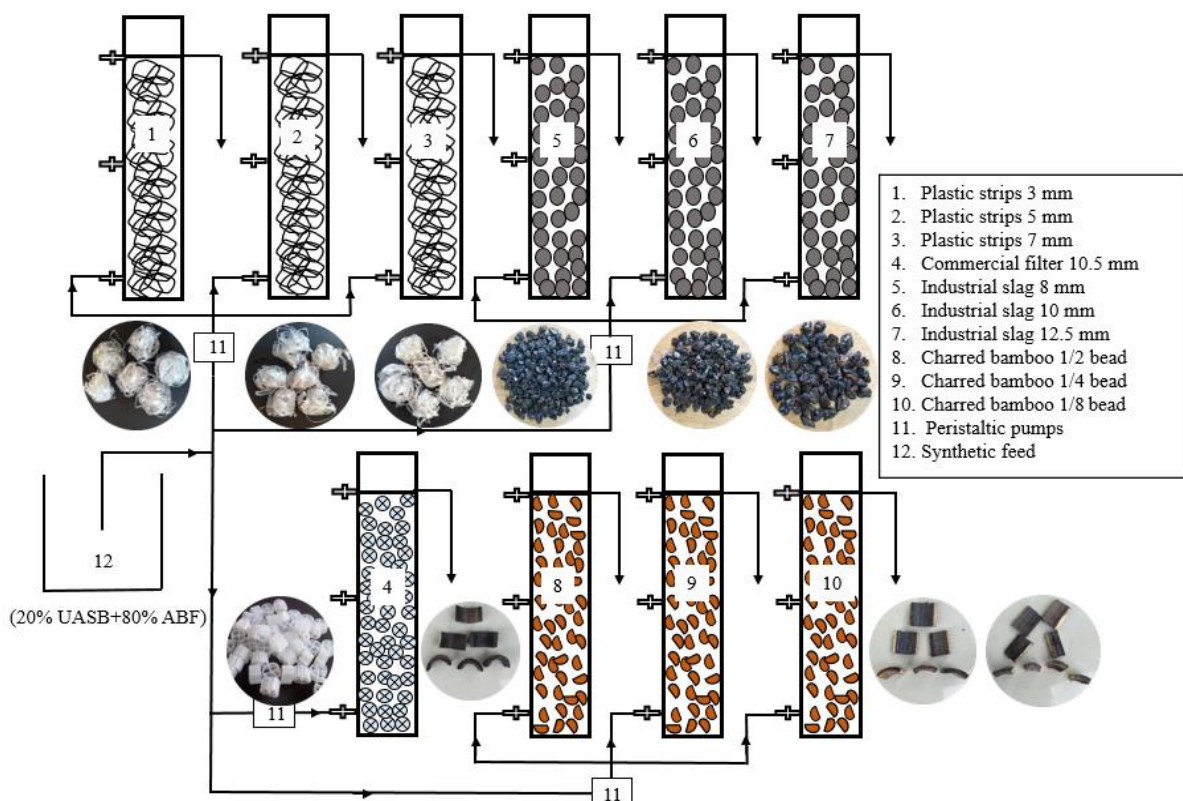 1
2
3
5
6
7
1. Plastic strips 3 mm
2. Plastic strips 5 mm
3. Plastic strips 7 mm
4. Commercial filter 10.5 mm
5. Industrial slag 8 mm
6. Industrial slag 10 mm
7. Industrial slag 12.5 mm
8. Charred bamboo 1/2 bead
9. Charred bamboo 1/4 bead
10. Charred bamboo 1/8 bead
11. Peristaltic pumps
12. Synthetic feed
11
11
12
(20% UASB+80% ABF)
4
8
9
10
11
11